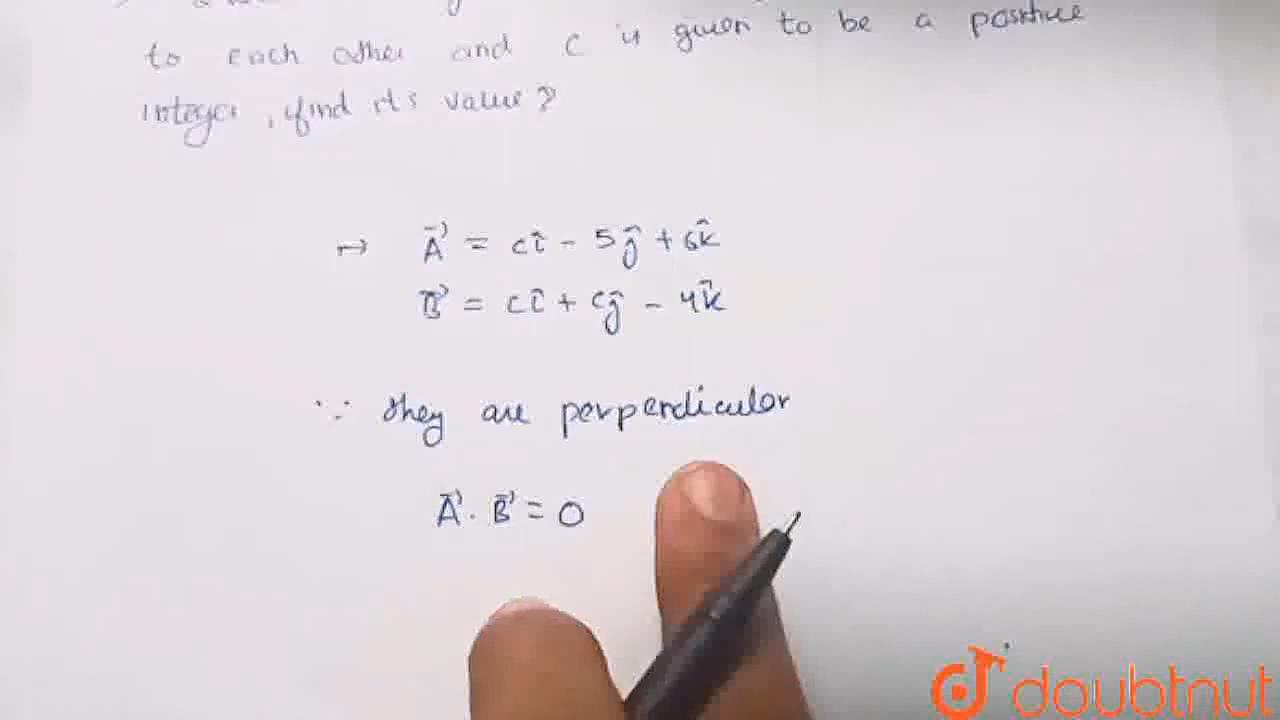 to each other and c is given to be a positive
integer, find its value?
↦ A⃗ = cî - 5ĵ + 6k̂
B⃗ = cî + cĵ - 4k̂
∵ they are perpendicular
A⃗ . B⃗ = 0
doubtnut